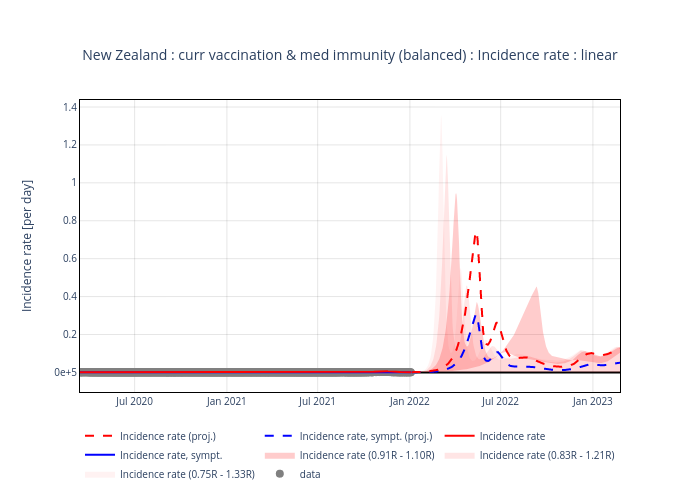 New Zealand : curr vaccination & med immunity (balanced) : Incidence rate : linear
Incidence rate [per day]
1.4
1.2
1
0.8
0.6
0.4
0.2
0e+5
Jul 2020
Jan 2021
Jul 2021
Jan 2022
Jul 2022
Jan 2023
Incidence rate (proj.)
Incidence rate, sympt. (proj.)
Incidence rate
Incidence rate, sympt.
Incidence rate (0.91R - 1.10R)
Incidence rate (0.83R - 1.21R)
Incidence rate (0.75R - 1.33R)
data